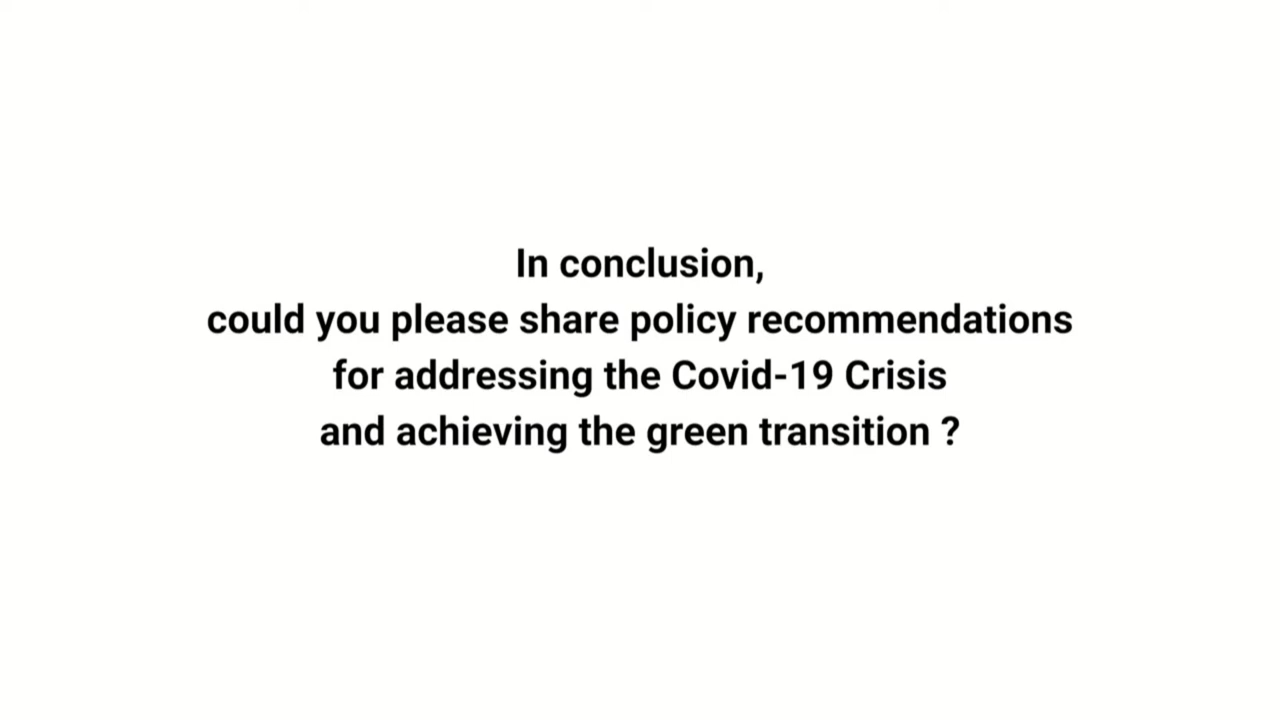 In conclusion,
could you please share policy recommendations
for addressing the Covid-19 Crisis
and achieving the green transition ?